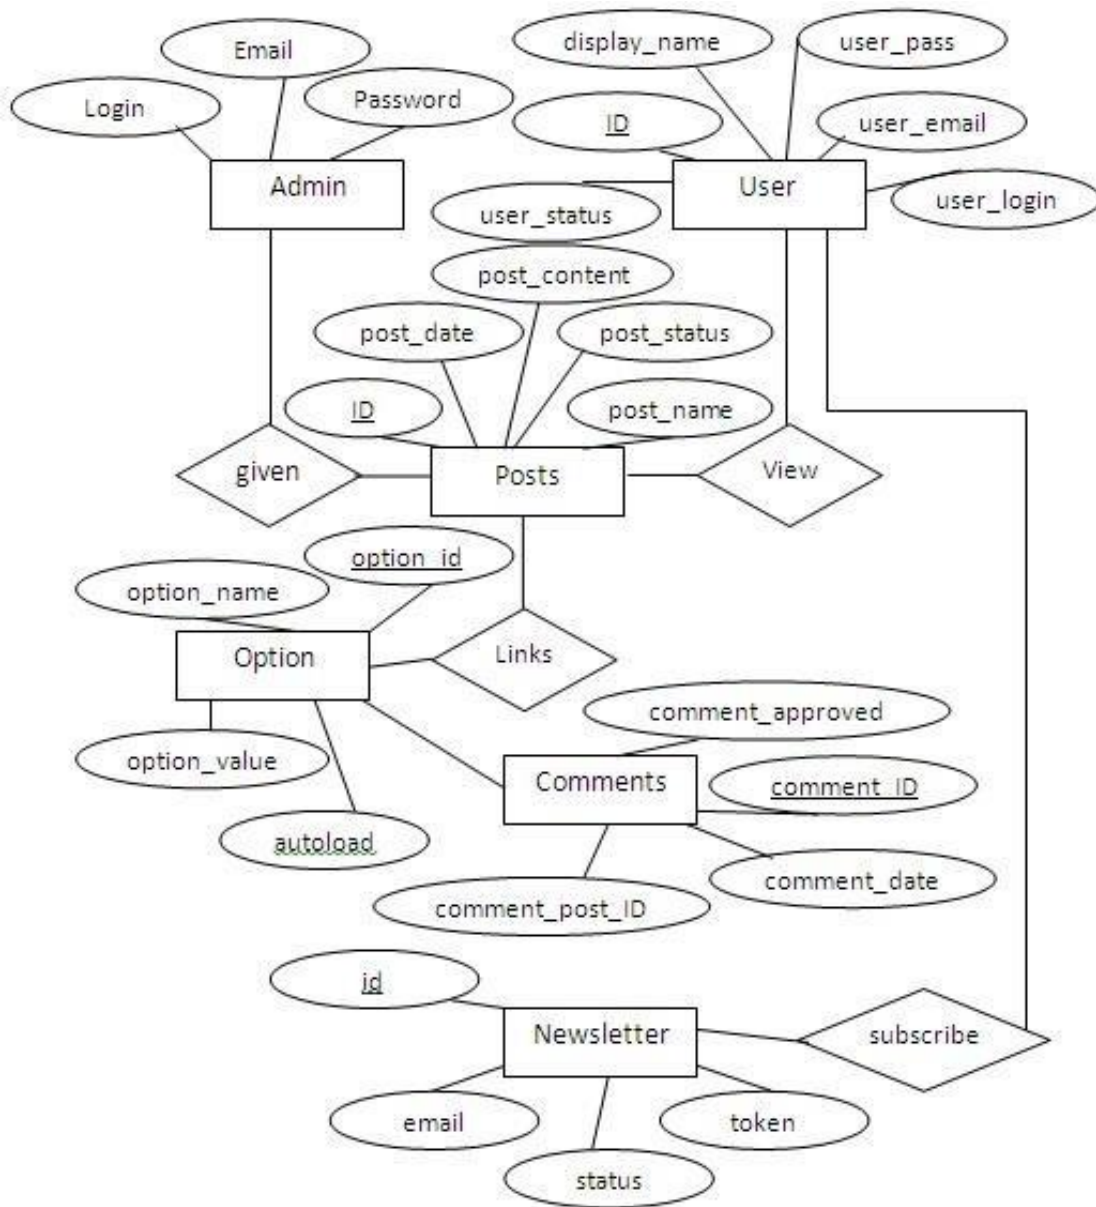 Email
display_name
user_pass
Login
Password
ID
user_email
Admin
User
user_status
user_login
post_content
post_date
post_status
ID
post_name
given
Posts
View
option_id
option_name
Option
Links
comment_approved
option_value
Comments
comment_ID
autoload
comment_date
comment_post_ID
id
Newsletter
subscribe
email
token
status